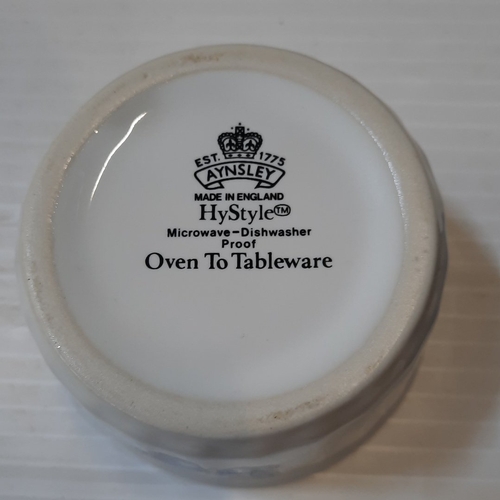 EST. 1775
AYNSLEY
MADE IN ENGLAND
HyStyle™
Microwave-Dishwasher
Proof
Oven To Tableware